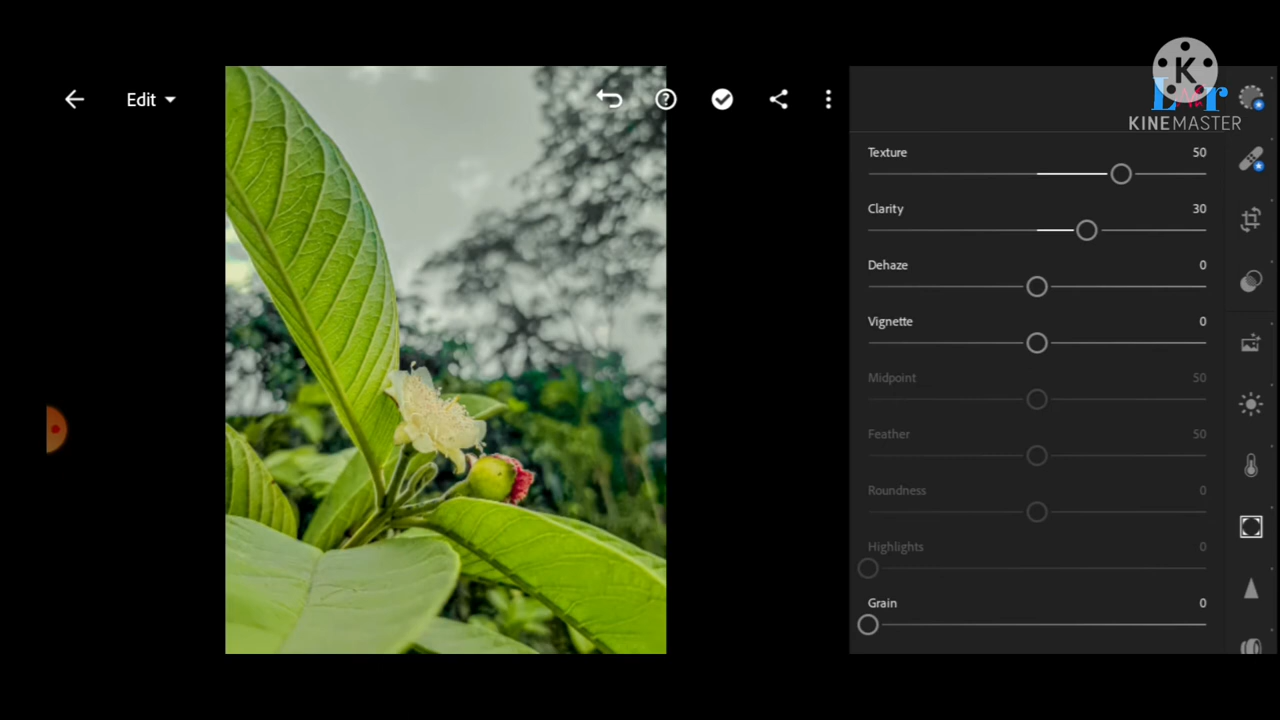 Edit
KINEMASTER
Texture 50
Clarity 30
Dehaze 0
Vignette 0
Midpoint 50
Feather 50
Roundness 0
Highlights 0
Grain 0